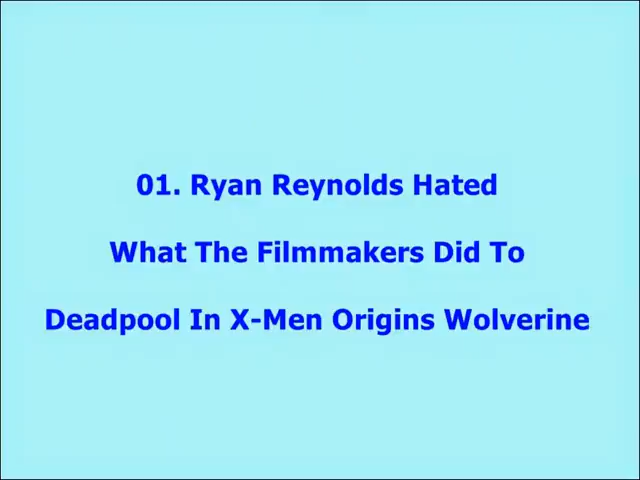 01. Ryan Reynolds Hated
What The Filmmakers Did To
Deadpool In X-Men Origins Wolverine